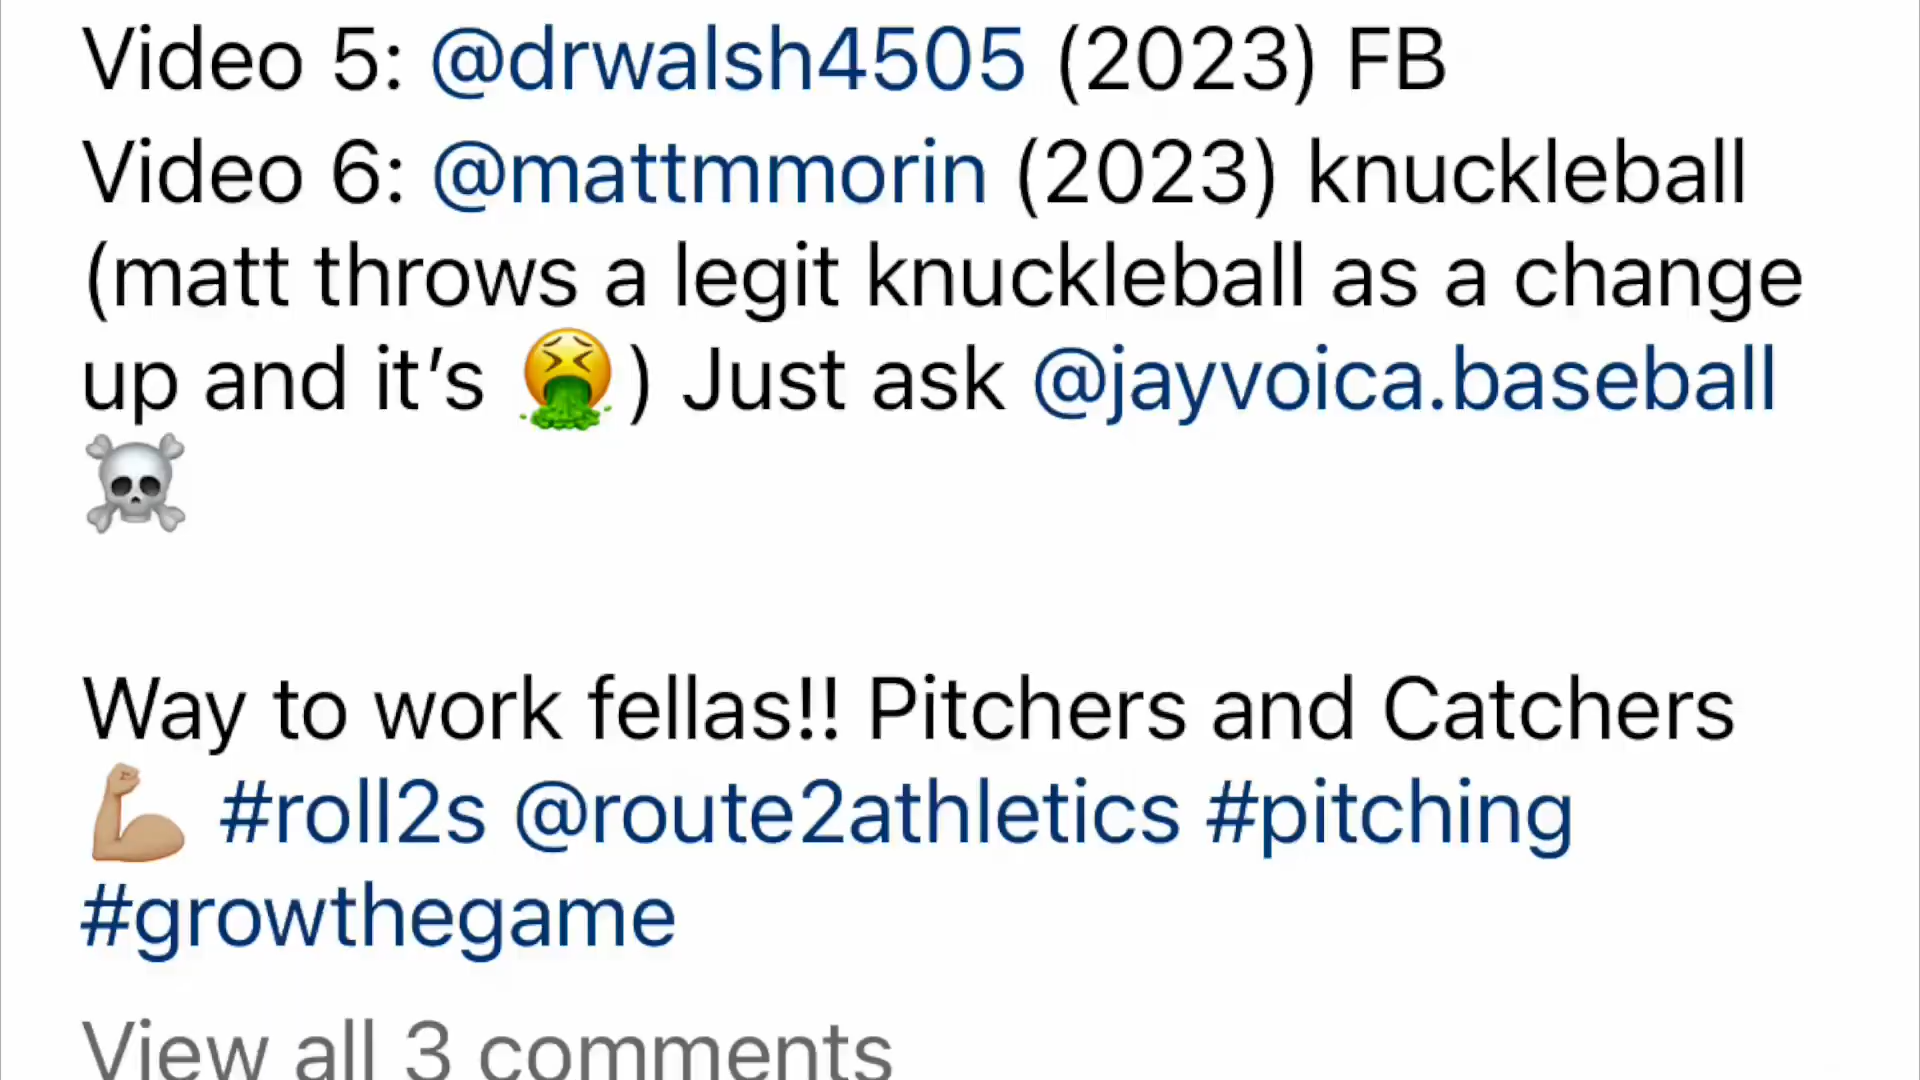 Video 5: @drwalsh4505 (2023) FB
Video 6: @mattmmorin (2023) knuckleball
(matt throws a legit knuckleball as a change
up and it’s 🤮) Just ask @jayvoica.baseball
☠️
Way to work fellas!! Pitchers and Catchers
💪🏼 #roll2s @route2athletics #pitching
#growthegame
View all 3 comments